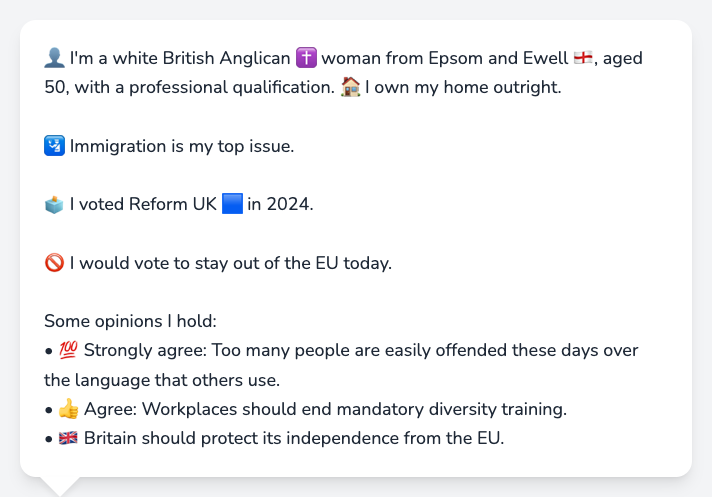 👤 I'm a white British Anglican ✝️ woman from Epsom and Ewell 🏴󠁧󠁢󠁥󠁮󠁧󠁿, aged
50, with a professional qualification. 🏠 I own my home outright.
🛂 Immigration is my top issue.
🗳️ I voted Reform UK 🟦 in 2024.
🚫 I would vote to stay out of the EU today.
Some opinions I hold:
• 💯 Strongly agree: Too many people are easily offended these days over
the language that others use.
• 👍 Agree: Workplaces should end mandatory diversity training.
• 🇬🇧 Britain should protect its independence from the EU.